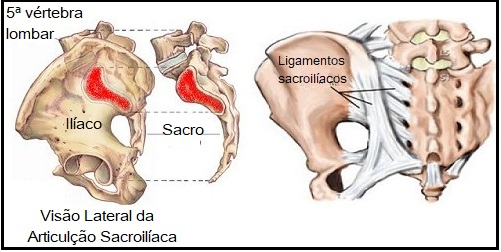 5ª vértebra
lombar
Ilíaco
Sacro
Visão Lateral da
Articulção Sacroilíaca
Ligamentos
sacroilíacos